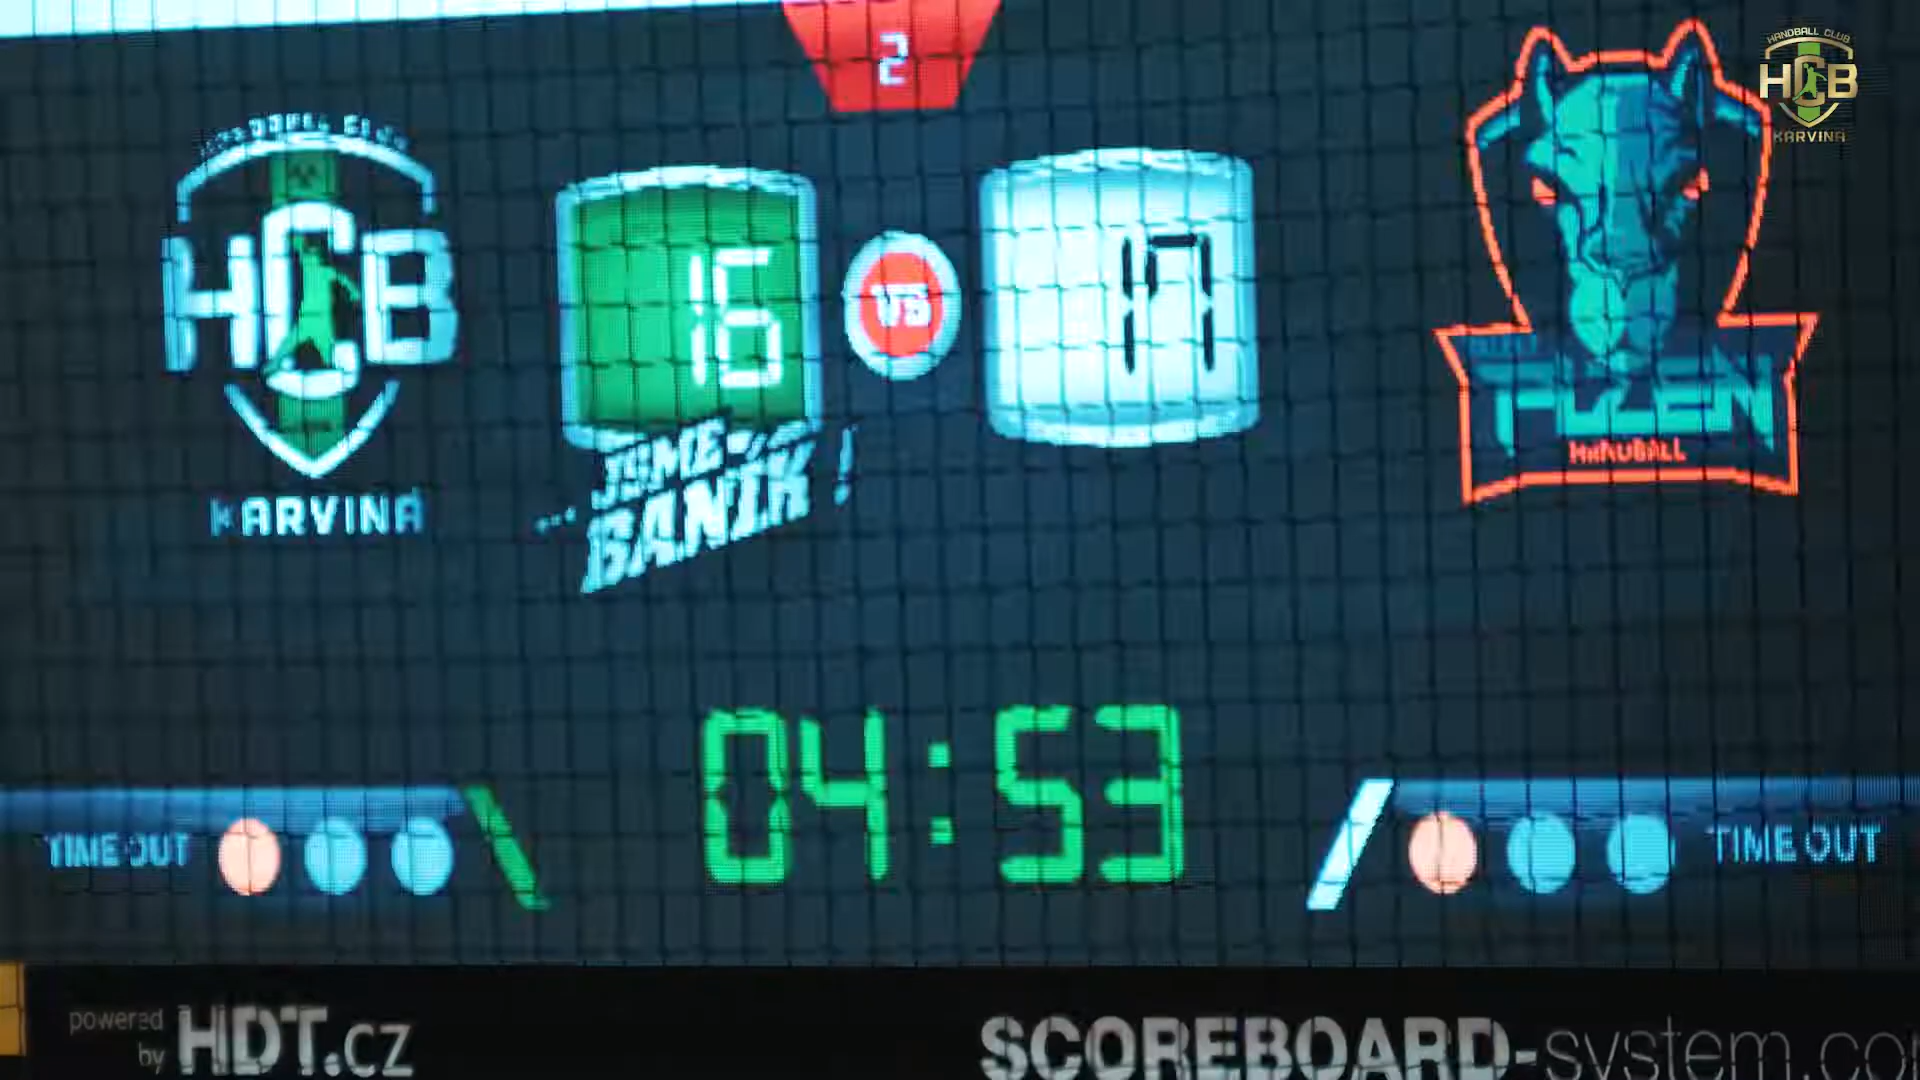 2
HANDBALL CLUB
HCB
KARVINÁ
HCB
KARVINÁ
16
VS
17
JSME
BANÍK!
PLZEŇ
HANDBALL
04:53
TIME OUT
TIME OUT
powered
by
HDT.cz
SCOREBOARD-system.co